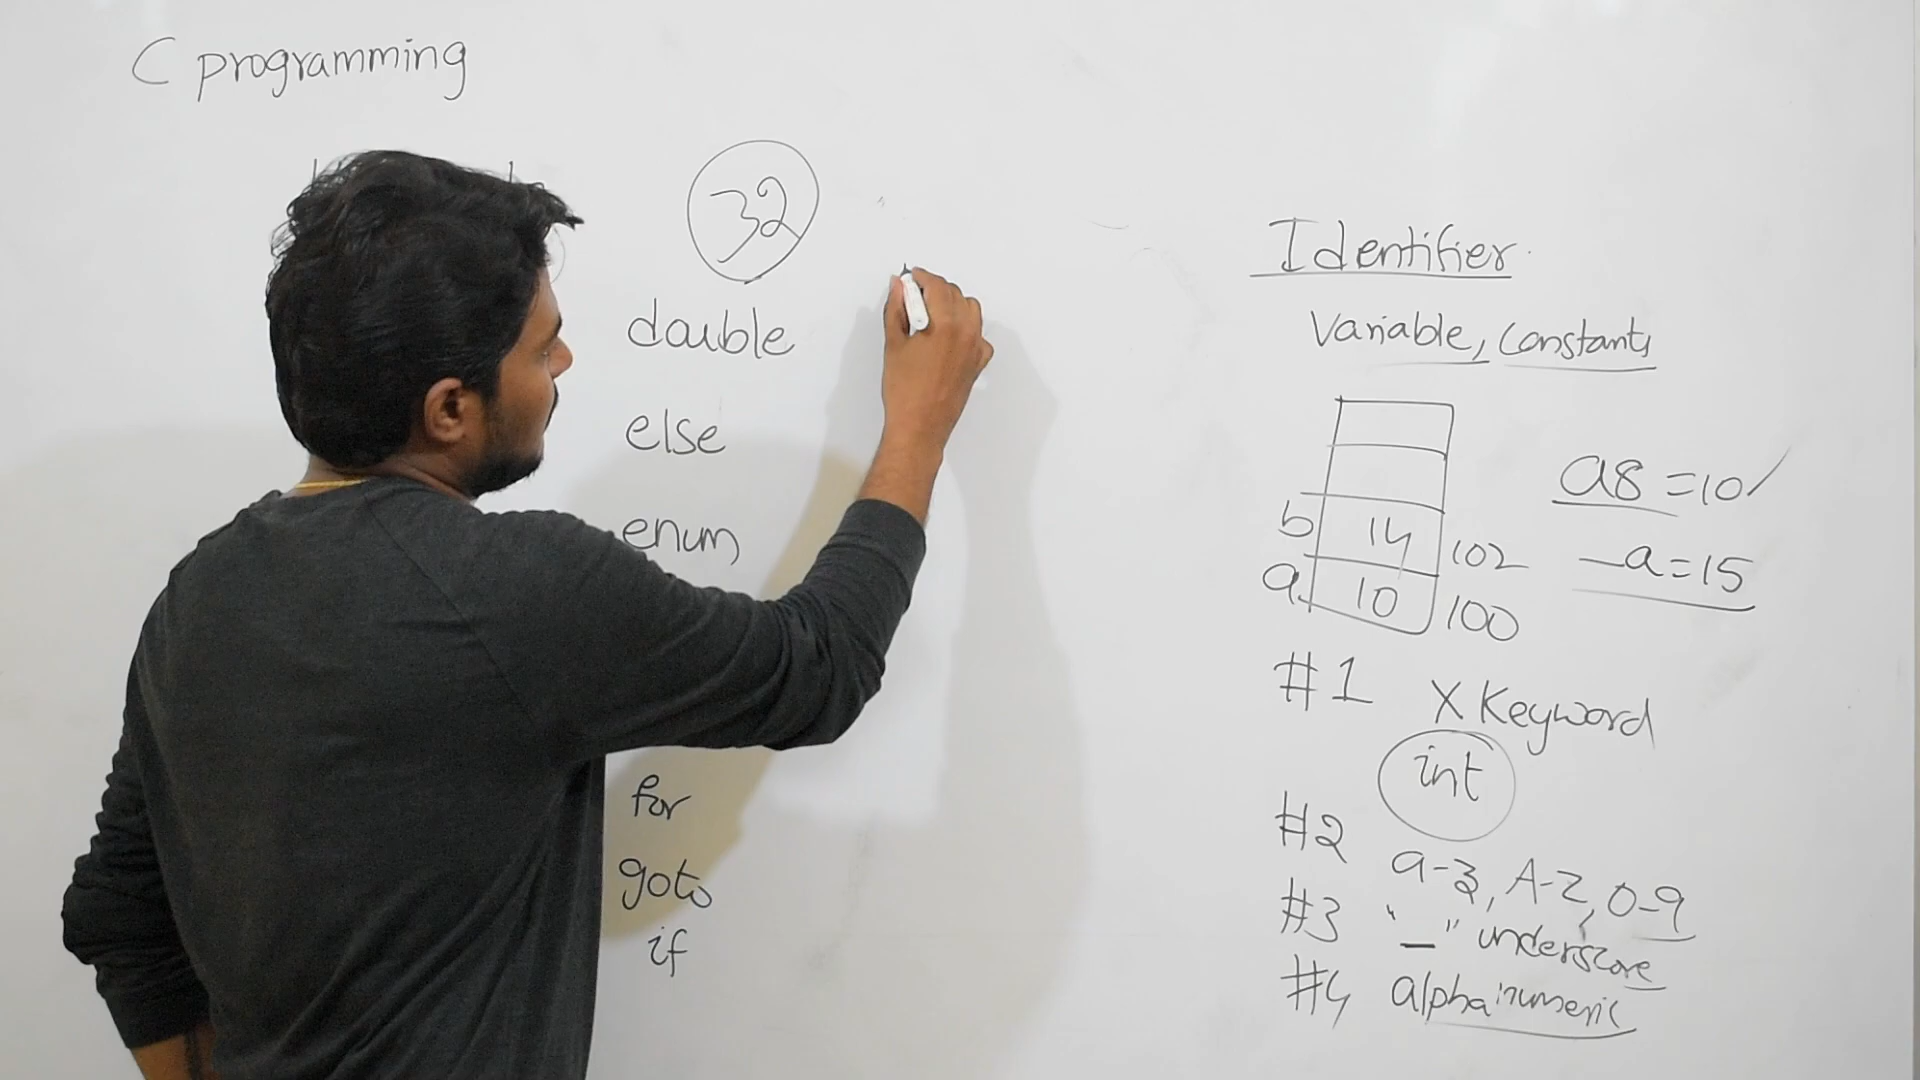 C programming
32
double
else
enum
for
goto
if
Identifier
Variable, Constants
b 14 102
a 10 100
a8 = 10 ✓
_a = 15
#1 X Keyword
int
#2 a-z, A-Z, 0-9
#3 "_" underscore
#4 alphanumeric